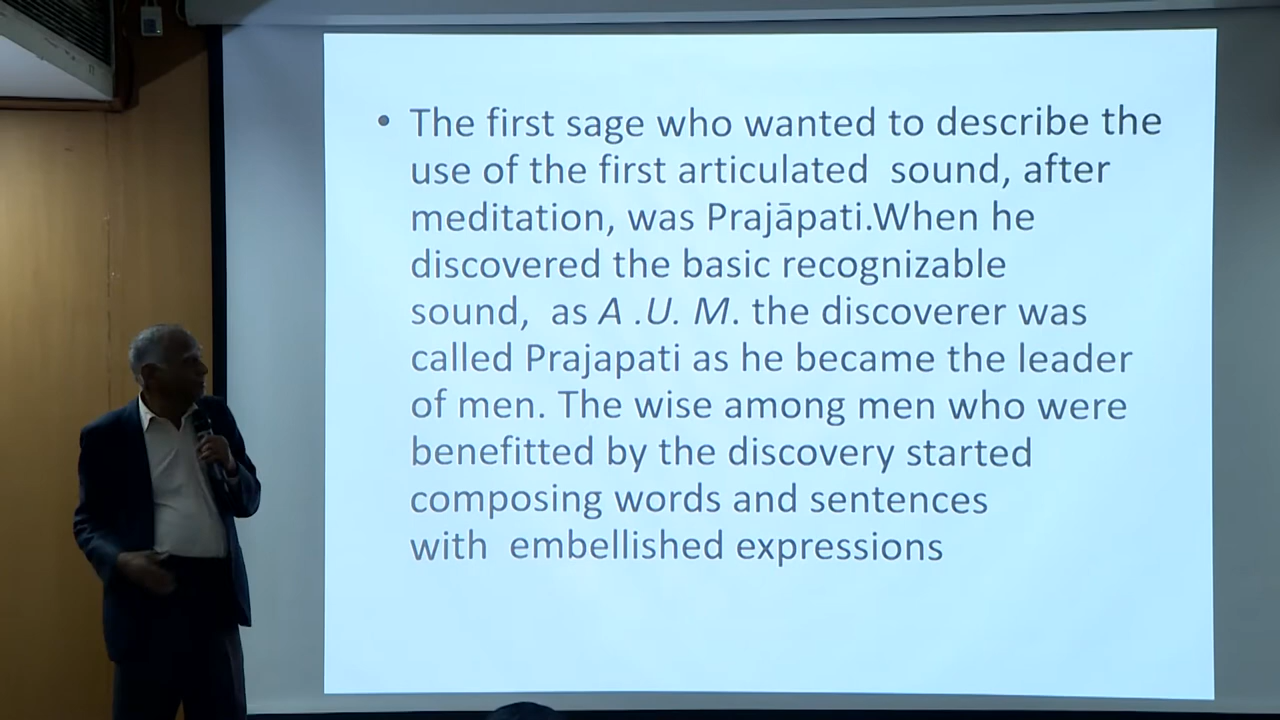 • The first sage who wanted to describe the
use of the first articulated  sound, after
meditation, was Prajāpati.When he
discovered the basic recognizable
sound,  as A .U. M. the discoverer was
called Prajapati as he became the leader
of men. The wise among men who were
benefitted by the discovery started
composing words and sentences
with  embellished expressions